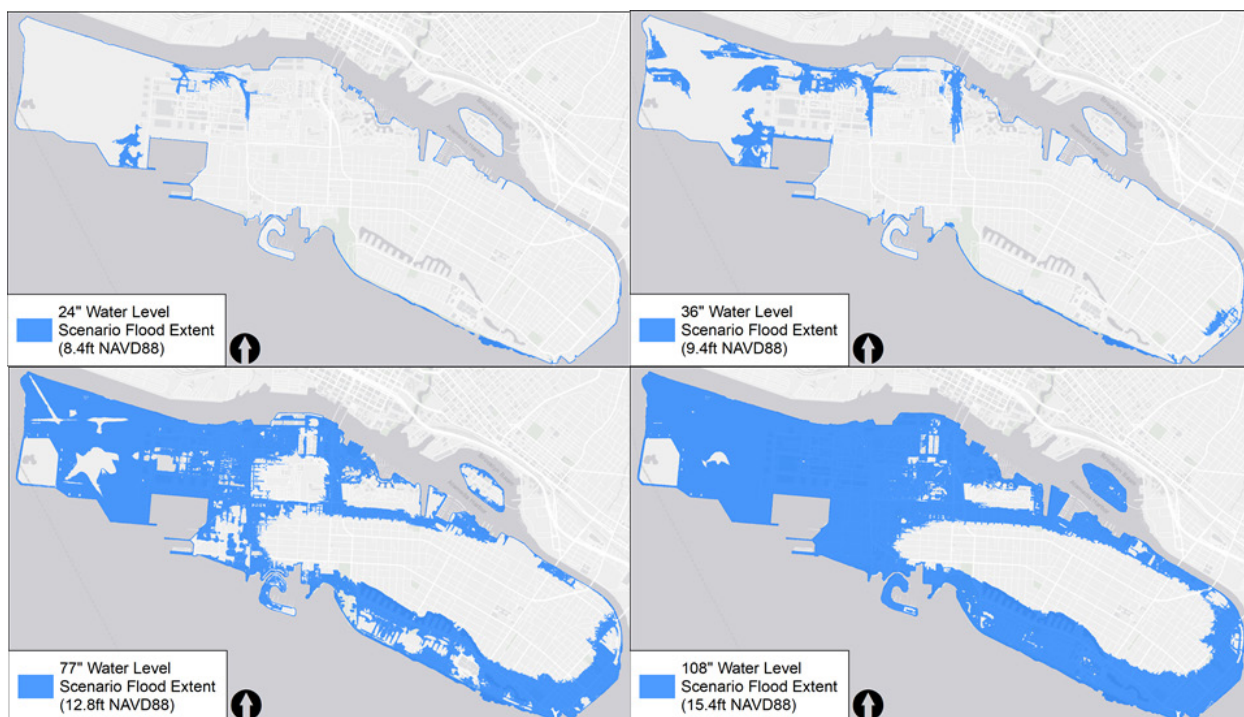 24" Water Level
Scenario Flood Extent
(8.4ft NAVD88)
36" Water Level
Scenario Flood Extent
(9.4ft NAVD88)
77" Water Level
Scenario Flood Extent
(12.8ft NAVD88)
108" Water Level
Scenario Flood Extent
(15.4ft NAVD88)